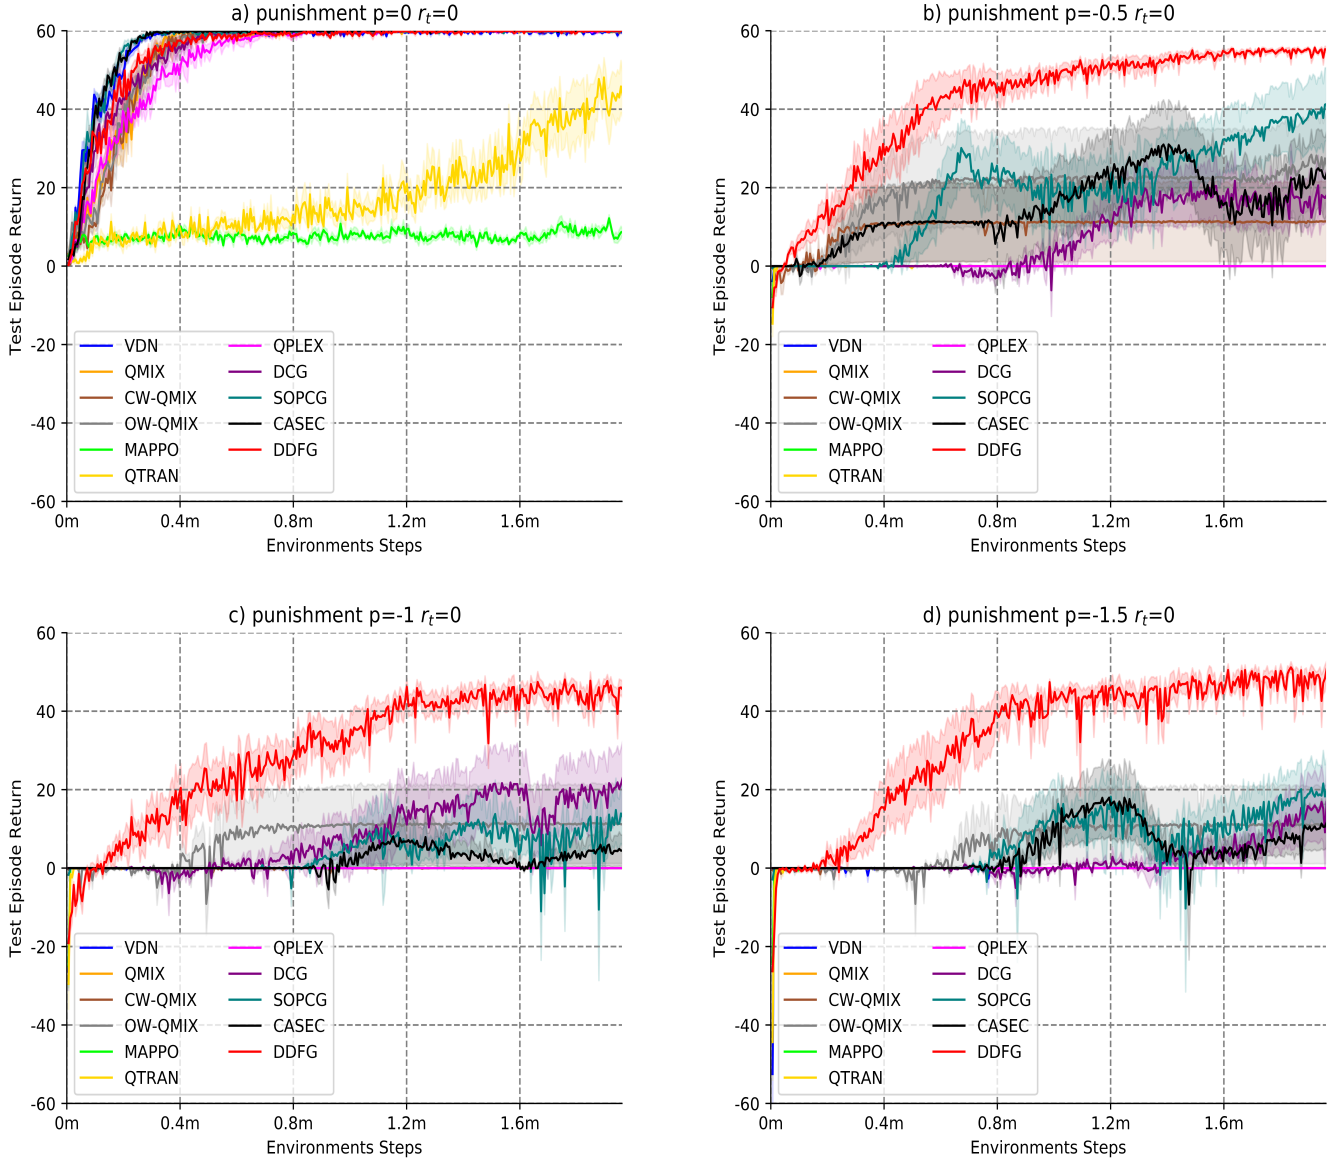 a) punishment p=0 rₜ=0
Test Episode Return
60
40
20
0
-20
-40
-60
VDN
QMIX
CW-QMIX
OW-QMIX
MAPPO
QTRAN
QPLEX
DCG
SOPCG
CASEC
DDFG
0m 0.4m 0.8m 1.2m 1.6m
Environments Steps
b) punishment p=-0.5 rₜ=0
Test Episode Return
60
40
20
0
-20
-40
-60
VDN
QMIX
CW-QMIX
OW-QMIX
MAPPO
QTRAN
QPLEX
DCG
SOPCG
CASEC
DDFG
0m 0.4m 0.8m 1.2m 1.6m
Environments Steps
c) punishment p=-1 rₜ=0
Test Episode Return
60
40
20
0
-20
-40
-60
VDN
QMIX
CW-QMIX
OW-QMIX
MAPPO
QTRAN
QPLEX
DCG
SOPCG
CASEC
DDFG
0m 0.4m 0.8m 1.2m 1.6m
Environments Steps
d) punishment p=-1.5 rₜ=0
Test Episode Return
60
40
20
0
-20
-40
-60
VDN
QMIX
CW-QMIX
OW-QMIX
MAPPO
QTRAN
QPLEX
DCG
SOPCG
CASEC
DDFG
0m 0.4m 0.8m 1.2m 1.6m
Environments Steps